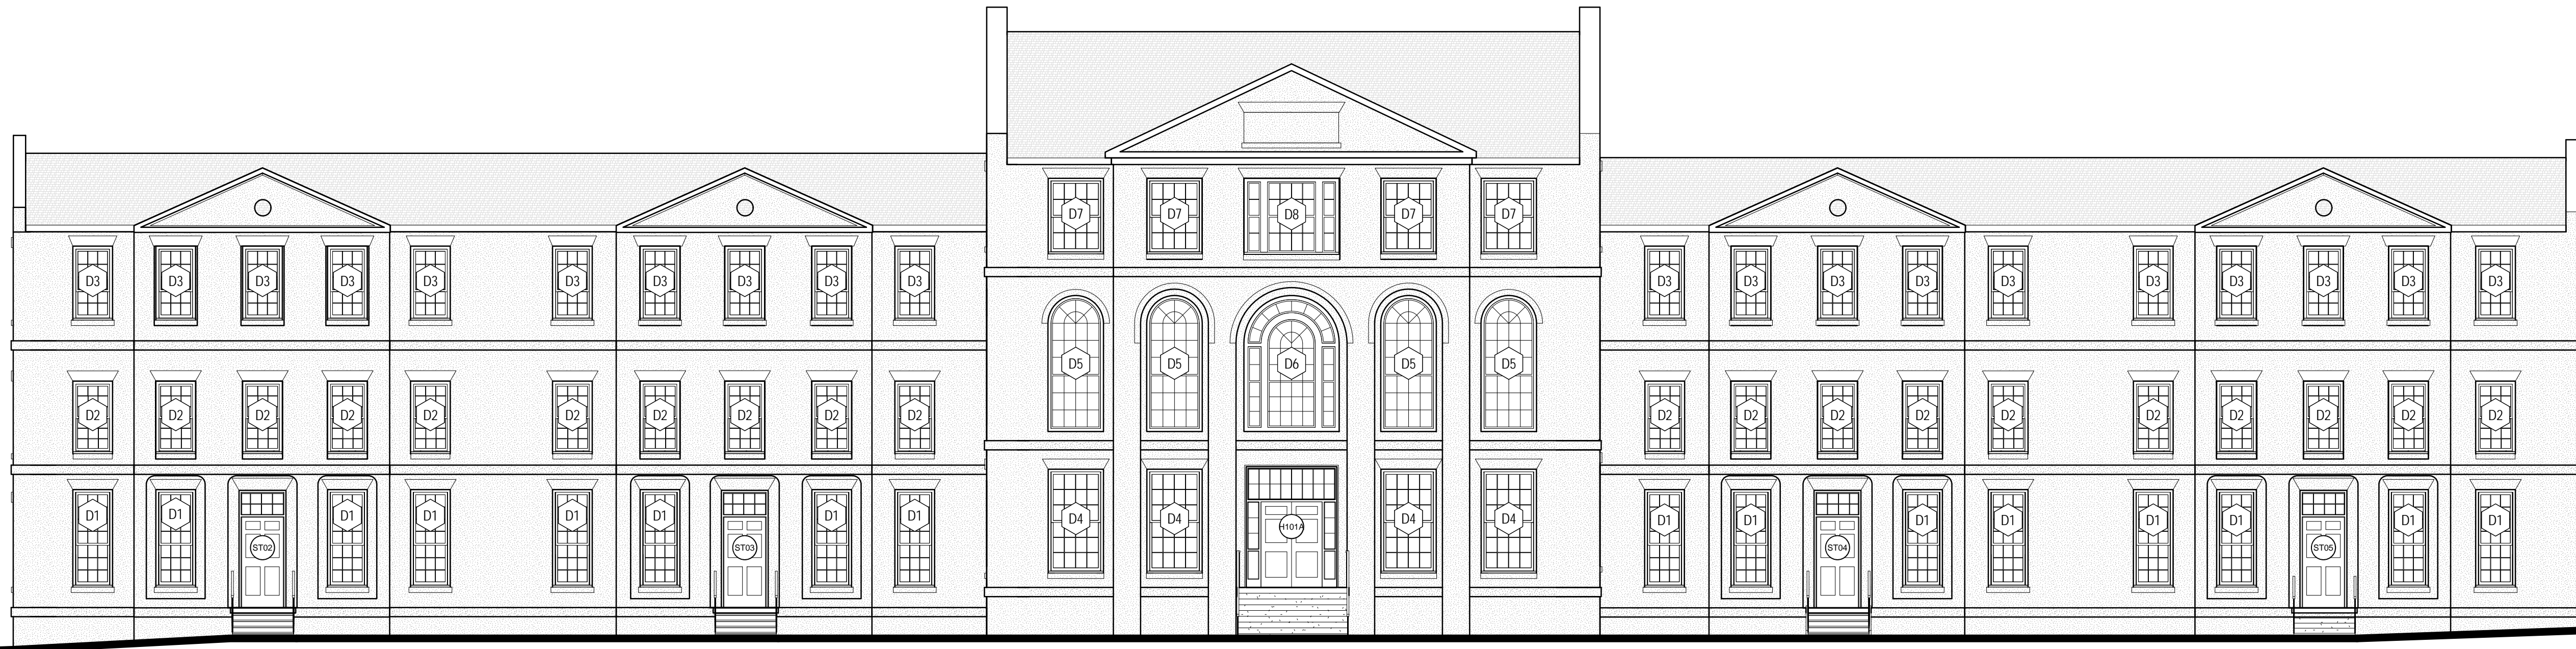 D7 D7 D8 D7 D7
D3 D3 D3 D3 D3 D3 D3 D3 D3 D3 D3 D3 D3 D3 D3 D3 D3 D3 D3 D3
D5 D5 D6 D5 D5
D2 D2 D2 D2 D2 D2 D2 D2 D2 D2 D2 D2 D2 D2 D2 D2 D2 D2 D2 D2
D1 D1 D1 D1 D1 D1 D1 D1 D4 D4 D4 D4 D1 D1 D1 D1 D1 D1 D1 D1
H101A
ST02 ST03 ST04 ST05